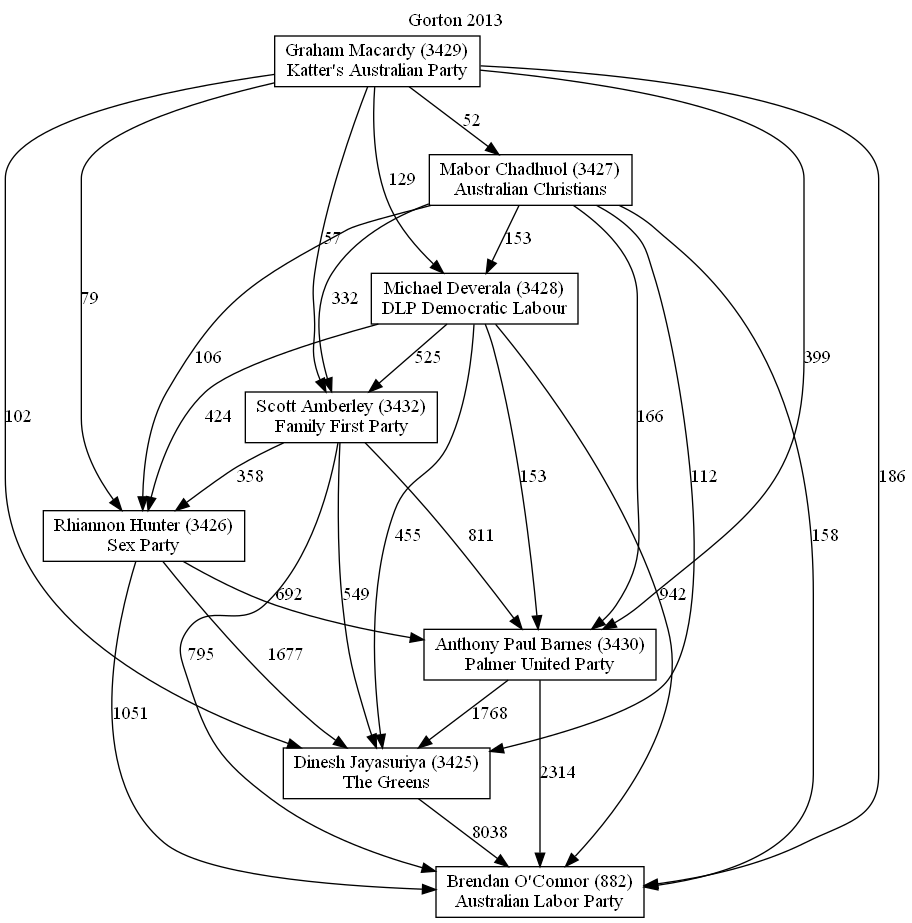 Gorton 2013
Graham Macardy (3429)
Katter's Australian Party
52
Mabor Chadhuol (3427)
Australian Christians
129
57
153
79
332
Michael Deverala (3428)
DLP Democratic Labour
106
525
399
102
424
Scott Amberley (3432)
Family First Party
166
358
811
153
112
186
Rhiannon Hunter (3426)
Sex Party
455
158
692
549
942
795
1677
Anthony Paul Barnes (3430)
Palmer United Party
1051
1768
Dinesh Jayasuriya (3425)
The Greens
2314
8038
Brendan O'Connor (882)
Australian Labor Party